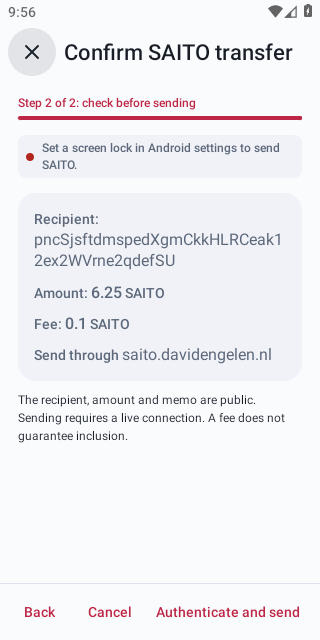 9:56
Confirm SAITO transfer
Step 2 of 2: check before sending
Set a screen lock in Android settings to send
SAITO.
Recipient:
pncSjsftdmspedXgmCkkHLRCeak1
2ex2WVrne2qdefSU
Amount: 6.25 SAITO
Fee: 0.1 SAITO
Send through saito.davidengelen.nl
The recipient, amount and memo are public.
Sending requires a live connection. A fee does not
guarantee inclusion.
Back
Cancel
Authenticate and send